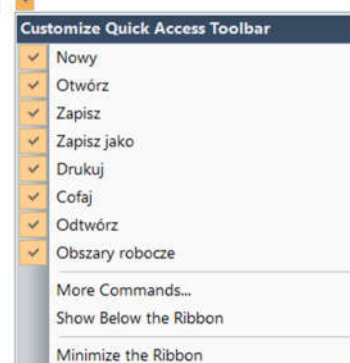 Customize Quick Access Toolbar
Nowy
Otwórz
Zapisz
Zapisz jako
Drukuj
Cofaj
Odtwórz
Obszary robocze
More Commands...
Show Below the Ribbon
Minimize the Ribbon